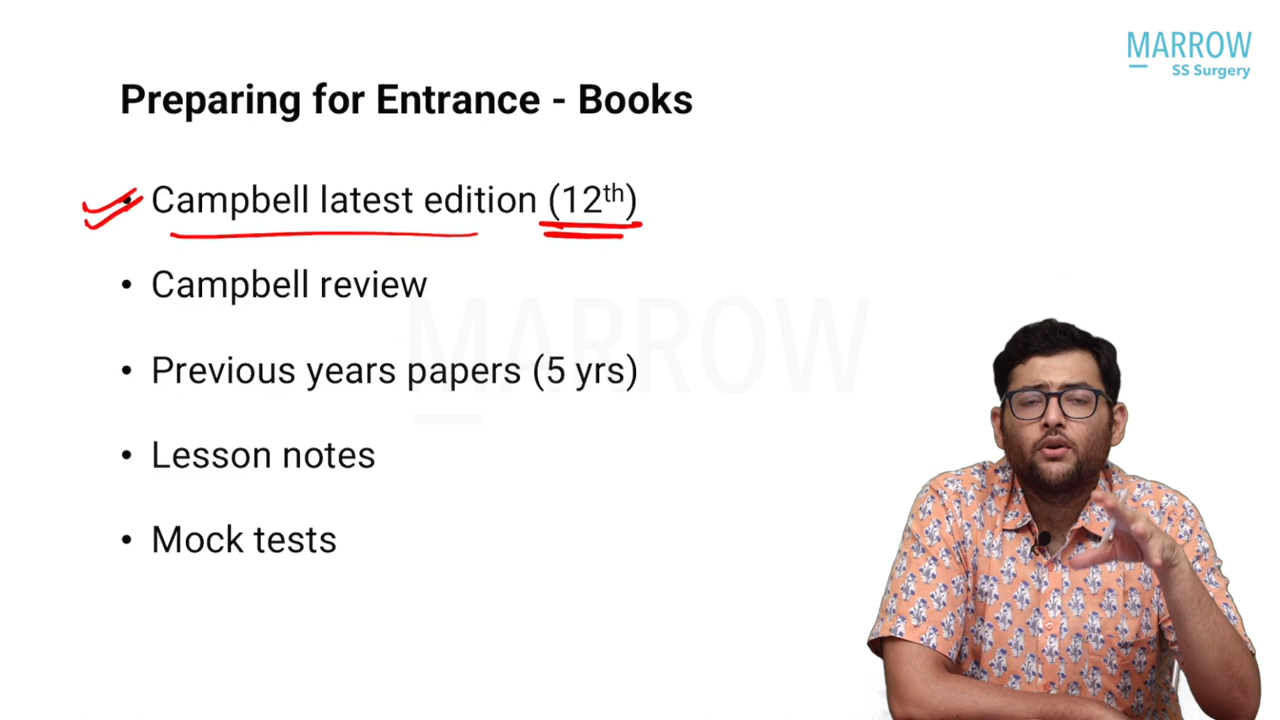 MARROW
SS Surgery
Preparing for Entrance - Books
• Campbell latest edition (12th)
• Campbell review
• Previous years papers (5 yrs)
• Lesson notes
• Mock tests
MARROW